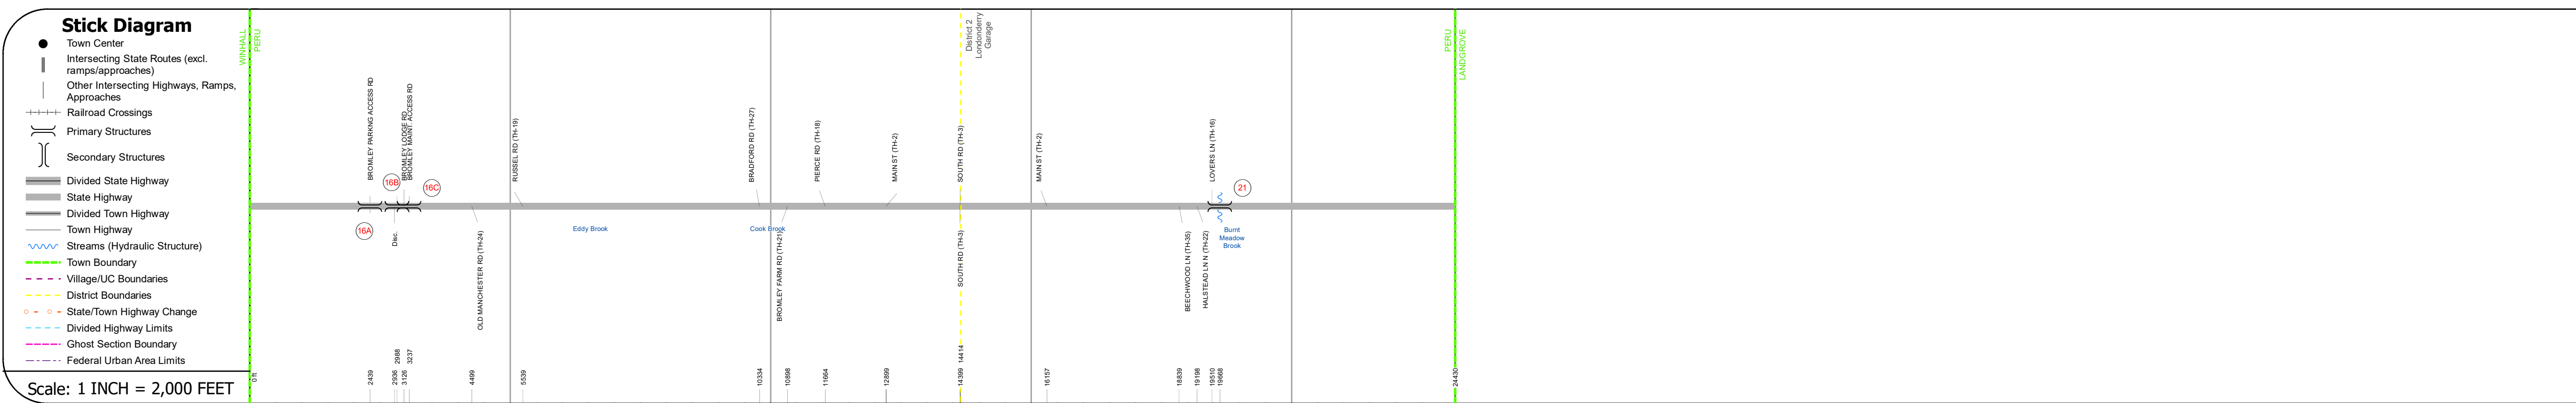 Stick Diagram
Town Center
Intersecting State Routes (excl.
ramps/approaches)
Other Intersecting Highways, Ramps,
Approaches
Railroad Crossings
Primary Structures
Secondary Structures
Divided State Highway
State Highway
Divided Town Highway
Town Highway
Streams (Hydraulic Structure)
Town Boundary
Village/UC Boundaries
District Boundaries
State/Town Highway Change
Divided Highway Limits
Ghost Section Boundary
Federal Urban Area Limits
Scale: 1 INCH = 2,000 FEET
WINHALL
PERU
BROMLEY PARKNG ACCESS RD
BROMLEY LODGE RD
BROMLEY MAINT. ACCESS RD
RUSSEL RD (TH-19)
BRADFORD RD (TH-27)
PIERCE RD (TH-18)
MAIN ST (TH-2)
SOUTH RD (TH-3)
District 2
Londonderry
Garage
MAIN ST (TH-2)
LOVERS LN (TH-16)
PERU
LANDGROVE
16B
16C
21
16A
Disc.
OLD MANCHESTER RD (TH-24)
Eddy Brook
Cook Brook
BROMLEY FARM RD (TH-21)
SOUTH RD (TH-3)
BEECHWOOD LN (TH-35)
HALSTEAD LN N (TH-22)
Burnt
Meadow
Brook
0 ft
2439
2936
2988
3126
3237
4499
5539
10334
10898
11664
12899
14399
14414
16157
18839
19198
19510
19668
24430